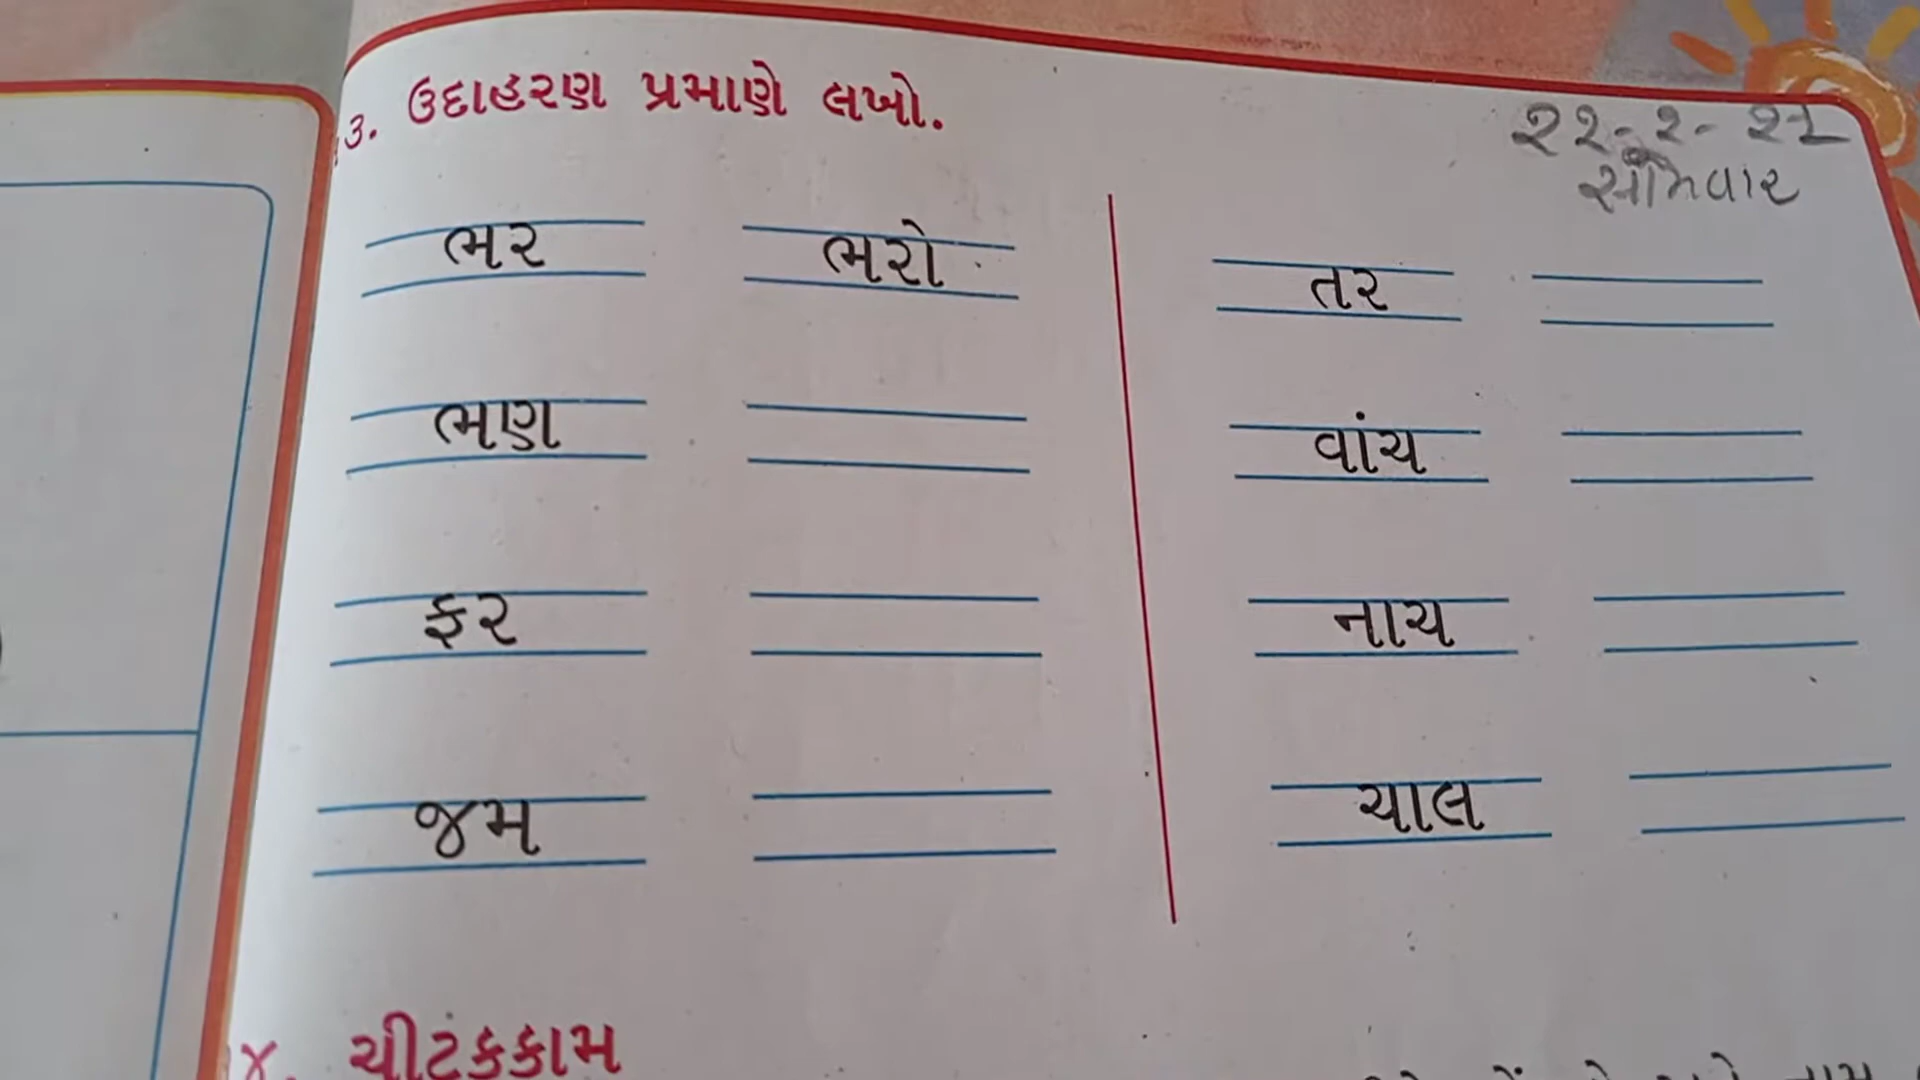 ૩. ઉદાહરણ પ્રમાણે લખો.
૨૨-૨-૨૧
સોમવાર
ભર ભરો
ભણ
ફર
જમ
તર
વાંચ
નાચ
ચાલ
૪. ચીટકકામ